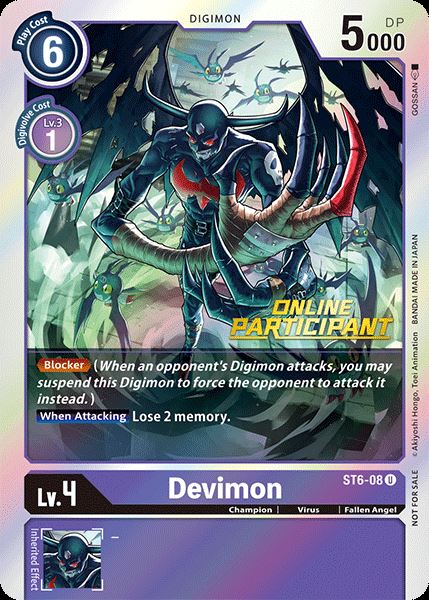 DIGIMON
Play Cost
6
5000
DP
Digivolve Cost
Lv.3
1
GOSSAN
BANDAI MADE IN JAPAN
© Akiyoshi Hongo, Toei Animation
NOT FOR SALE
ONLINE
PARTICIPANT
Blocker (When an opponent's Digimon attacks, you may
suspend this Digimon to force the opponent to attack it
instead.)
When Attacking Lose 2 memory.
ST6-08 U
Lv.4
Devimon
Champion | Virus | Fallen Angel
Inherited Effect
–